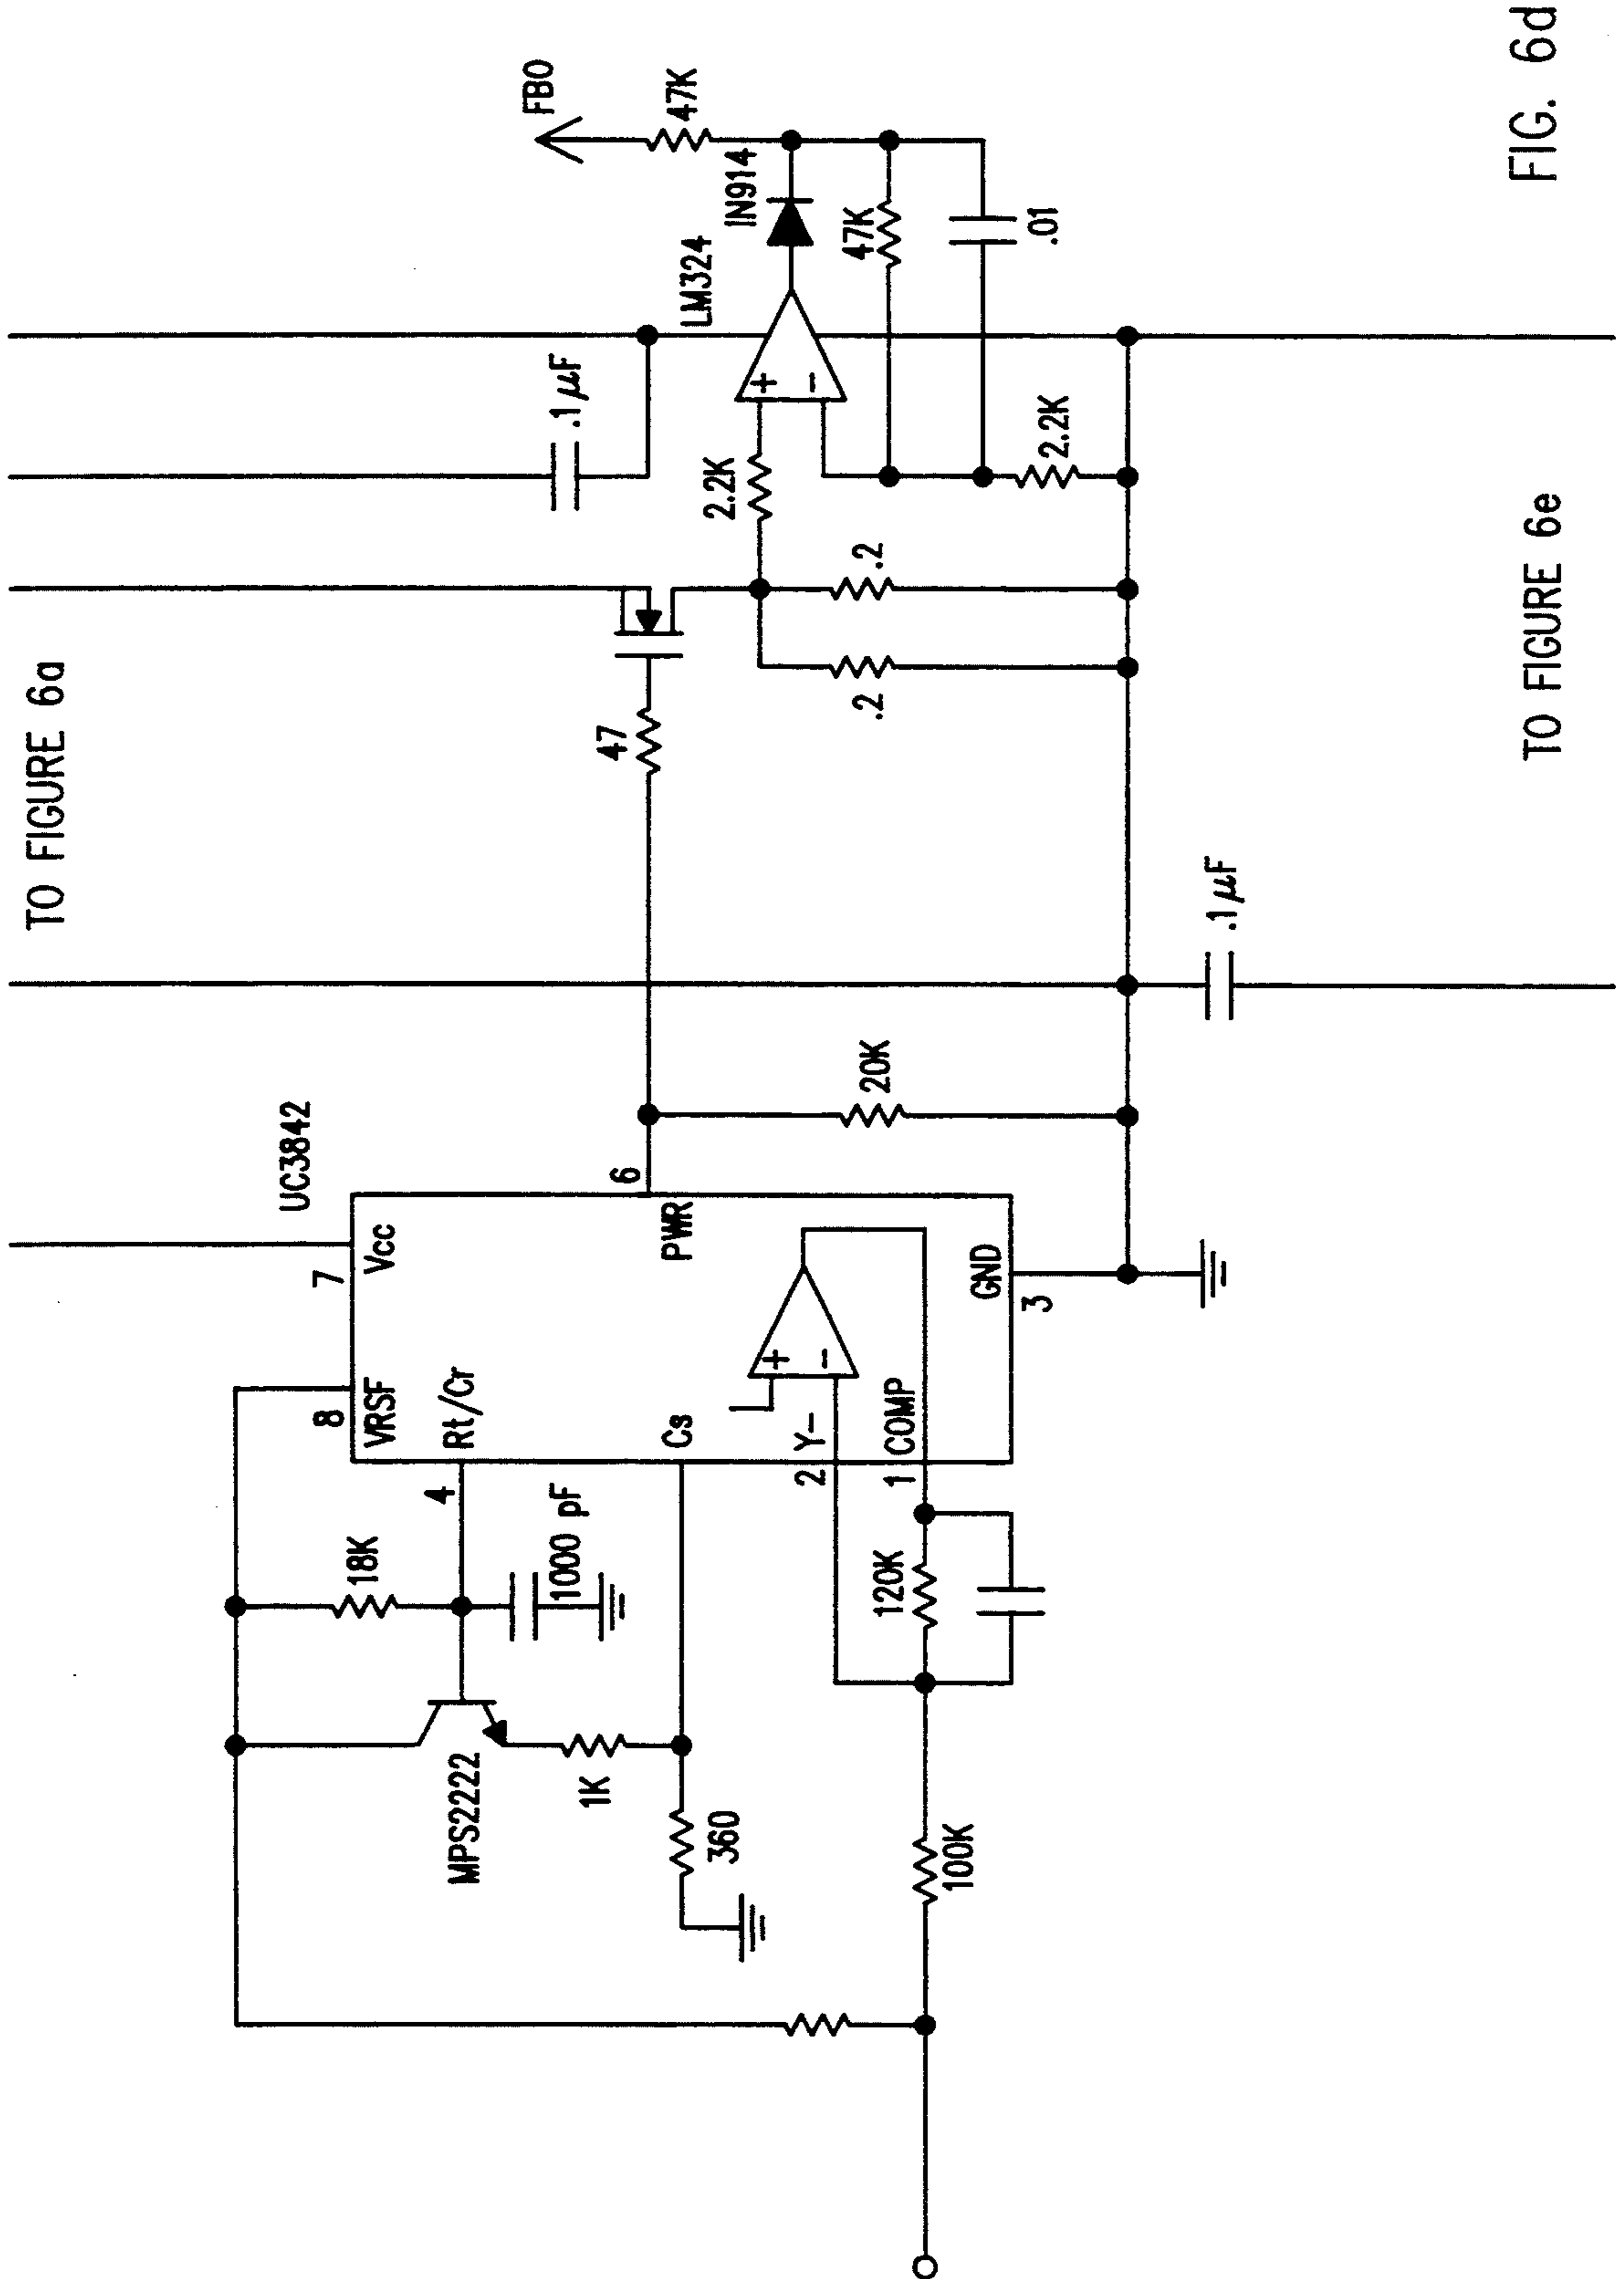 TO FIGURE 6a
FBO
47K
IN914
LM324
.1µF
2.2K
47K
.01
2.2K
.2
.2
47
UC3842
7
Vcc
8
VRSF
Rt/Cr
4
6
PWR
Cs
+
-
+
-
2
Y-
1
COMP
GND
3
20K
.1µF
18K
1000 pF
MPS2222
1K
360
120K
100K
TO FIGURE 6e
FIG. 6d